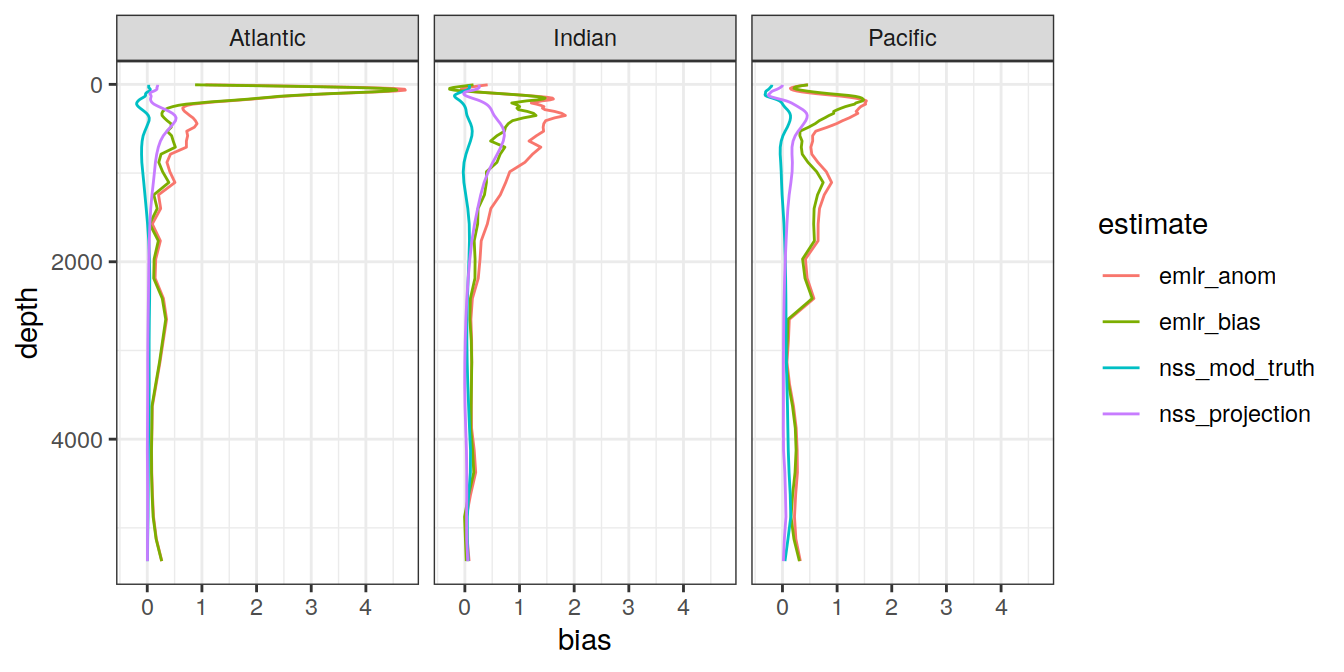 Atlantic Indian Pacific
0
2000
4000
depth
0 1 2 3 4 0 1 2 3 4 0 1 2 3 4
bias
estimate
emlr_anom
emlr_bias
nss_mod_truth
nss_projection